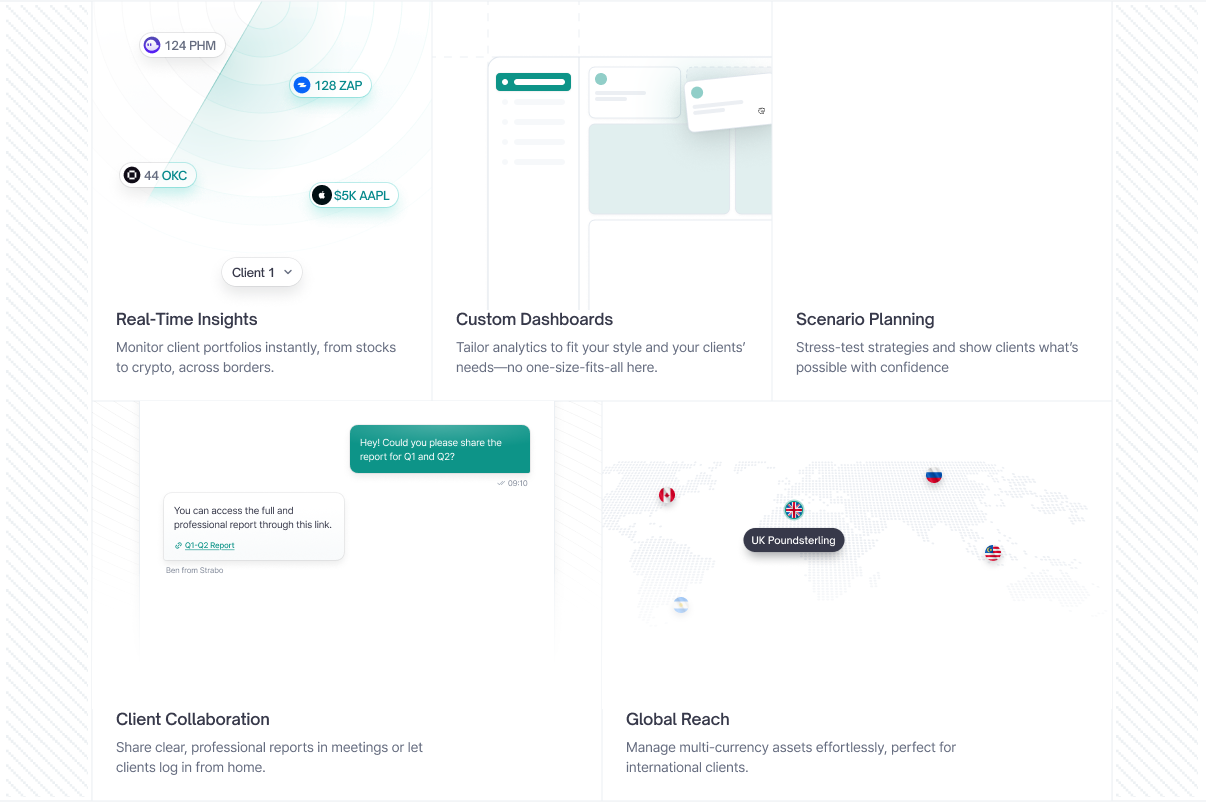 124 PHM
128 ZAP
44 OKC
$5K AAPL
Client 1
Real-Time Insights
Monitor client portfolios instantly, from stocks
to crypto, across borders.
Custom Dashboards
Tailor analytics to fit your style and your clients’
needs—no one-size-fits-all here.
Scenario Planning
Stress-test strategies and show clients what’s
possible with confidence
Hey! Could you please share the
report for Q1 and Q2?
09:10
You can access the full and
professional report through this link.
Q1-Q2 Report
Ben from Strabo
Client Collaboration
Share clear, professional reports in meetings or let
clients log in from home.
UK Poundsterling
Global Reach
Manage multi-currency assets effortlessly, perfect for
international clients.